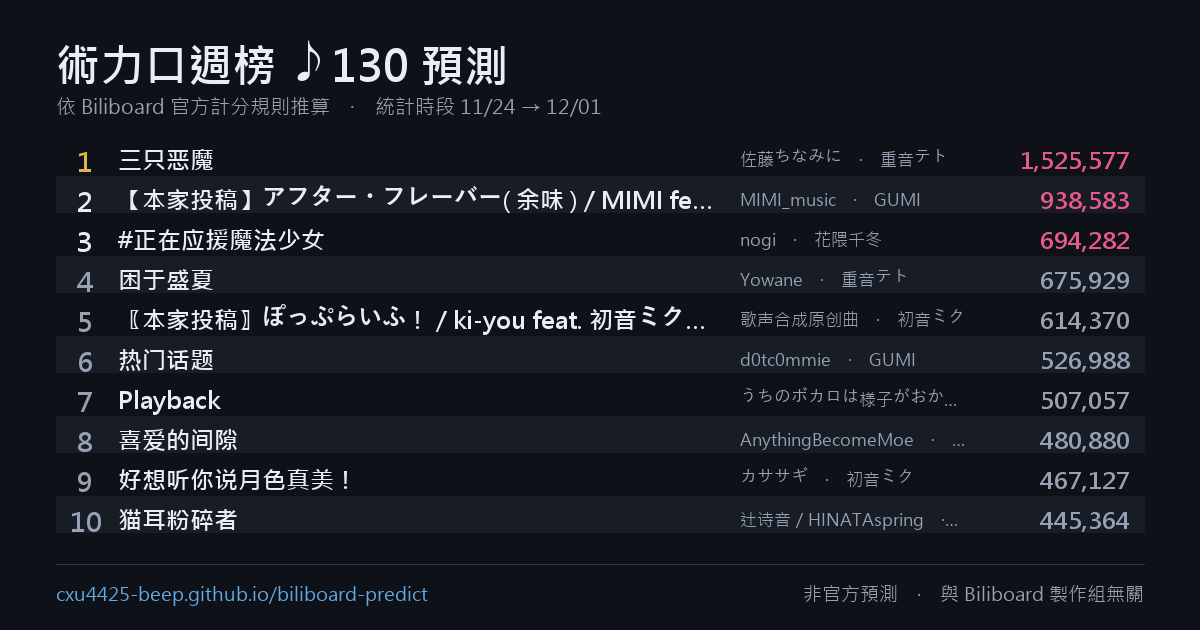 術力口週榜 ♪130 預測
依 Biliboard 官方計分規則推算 · 統計時段 11/24 → 12/01
1 三只恶魔 佐藤ちなみに · 重音テト 1,525,577
2 【本家投稿】アフター・フレーバー(余味) / MIMI fe... MIMI_music · GUMI 938,583
3 #正在应援魔法少女 nogi · 花隈千冬 694,282
4 困于盛夏 Yowane · 重音テト 675,929
5 〖本家投稿〗ぽっぷらいふ！ / ki-you feat. 初音ミク... 歌声合成原创曲 · 初音ミク 614,370
6 热门话题 d0tc0mmie · GUMI 526,988
7 Playback うちのボカロは様子がおか... 507,057
8 喜爱的间隙 AnythingBecomeMoe · ... 480,880
9 好想听你说月色真美！ カササギ · 初音ミク 467,127
10 猫耳粉碎者 辻诗音 / HINATAspring ·... 445,364
cxu4425-beep.github.io/biliboard-predict 非官方預測 · 與 Biliboard 製作組無關